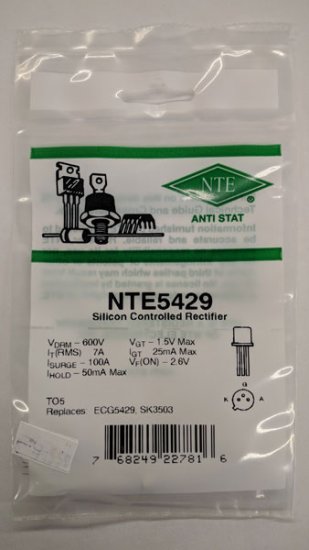 NTE
®
ANTI STAT
NTE5429
Silicon Controlled Rectifier
VDRM – 600V VGT – 1.5V Max
IT(RMS) 7A IGT 25mA Max
ISURGE – 100A VF(ON) – 2.6V
IHOLD – 50mA Max
G
K A
TO5
Replaces ECG5429, SK3503
7 68249 22781 6